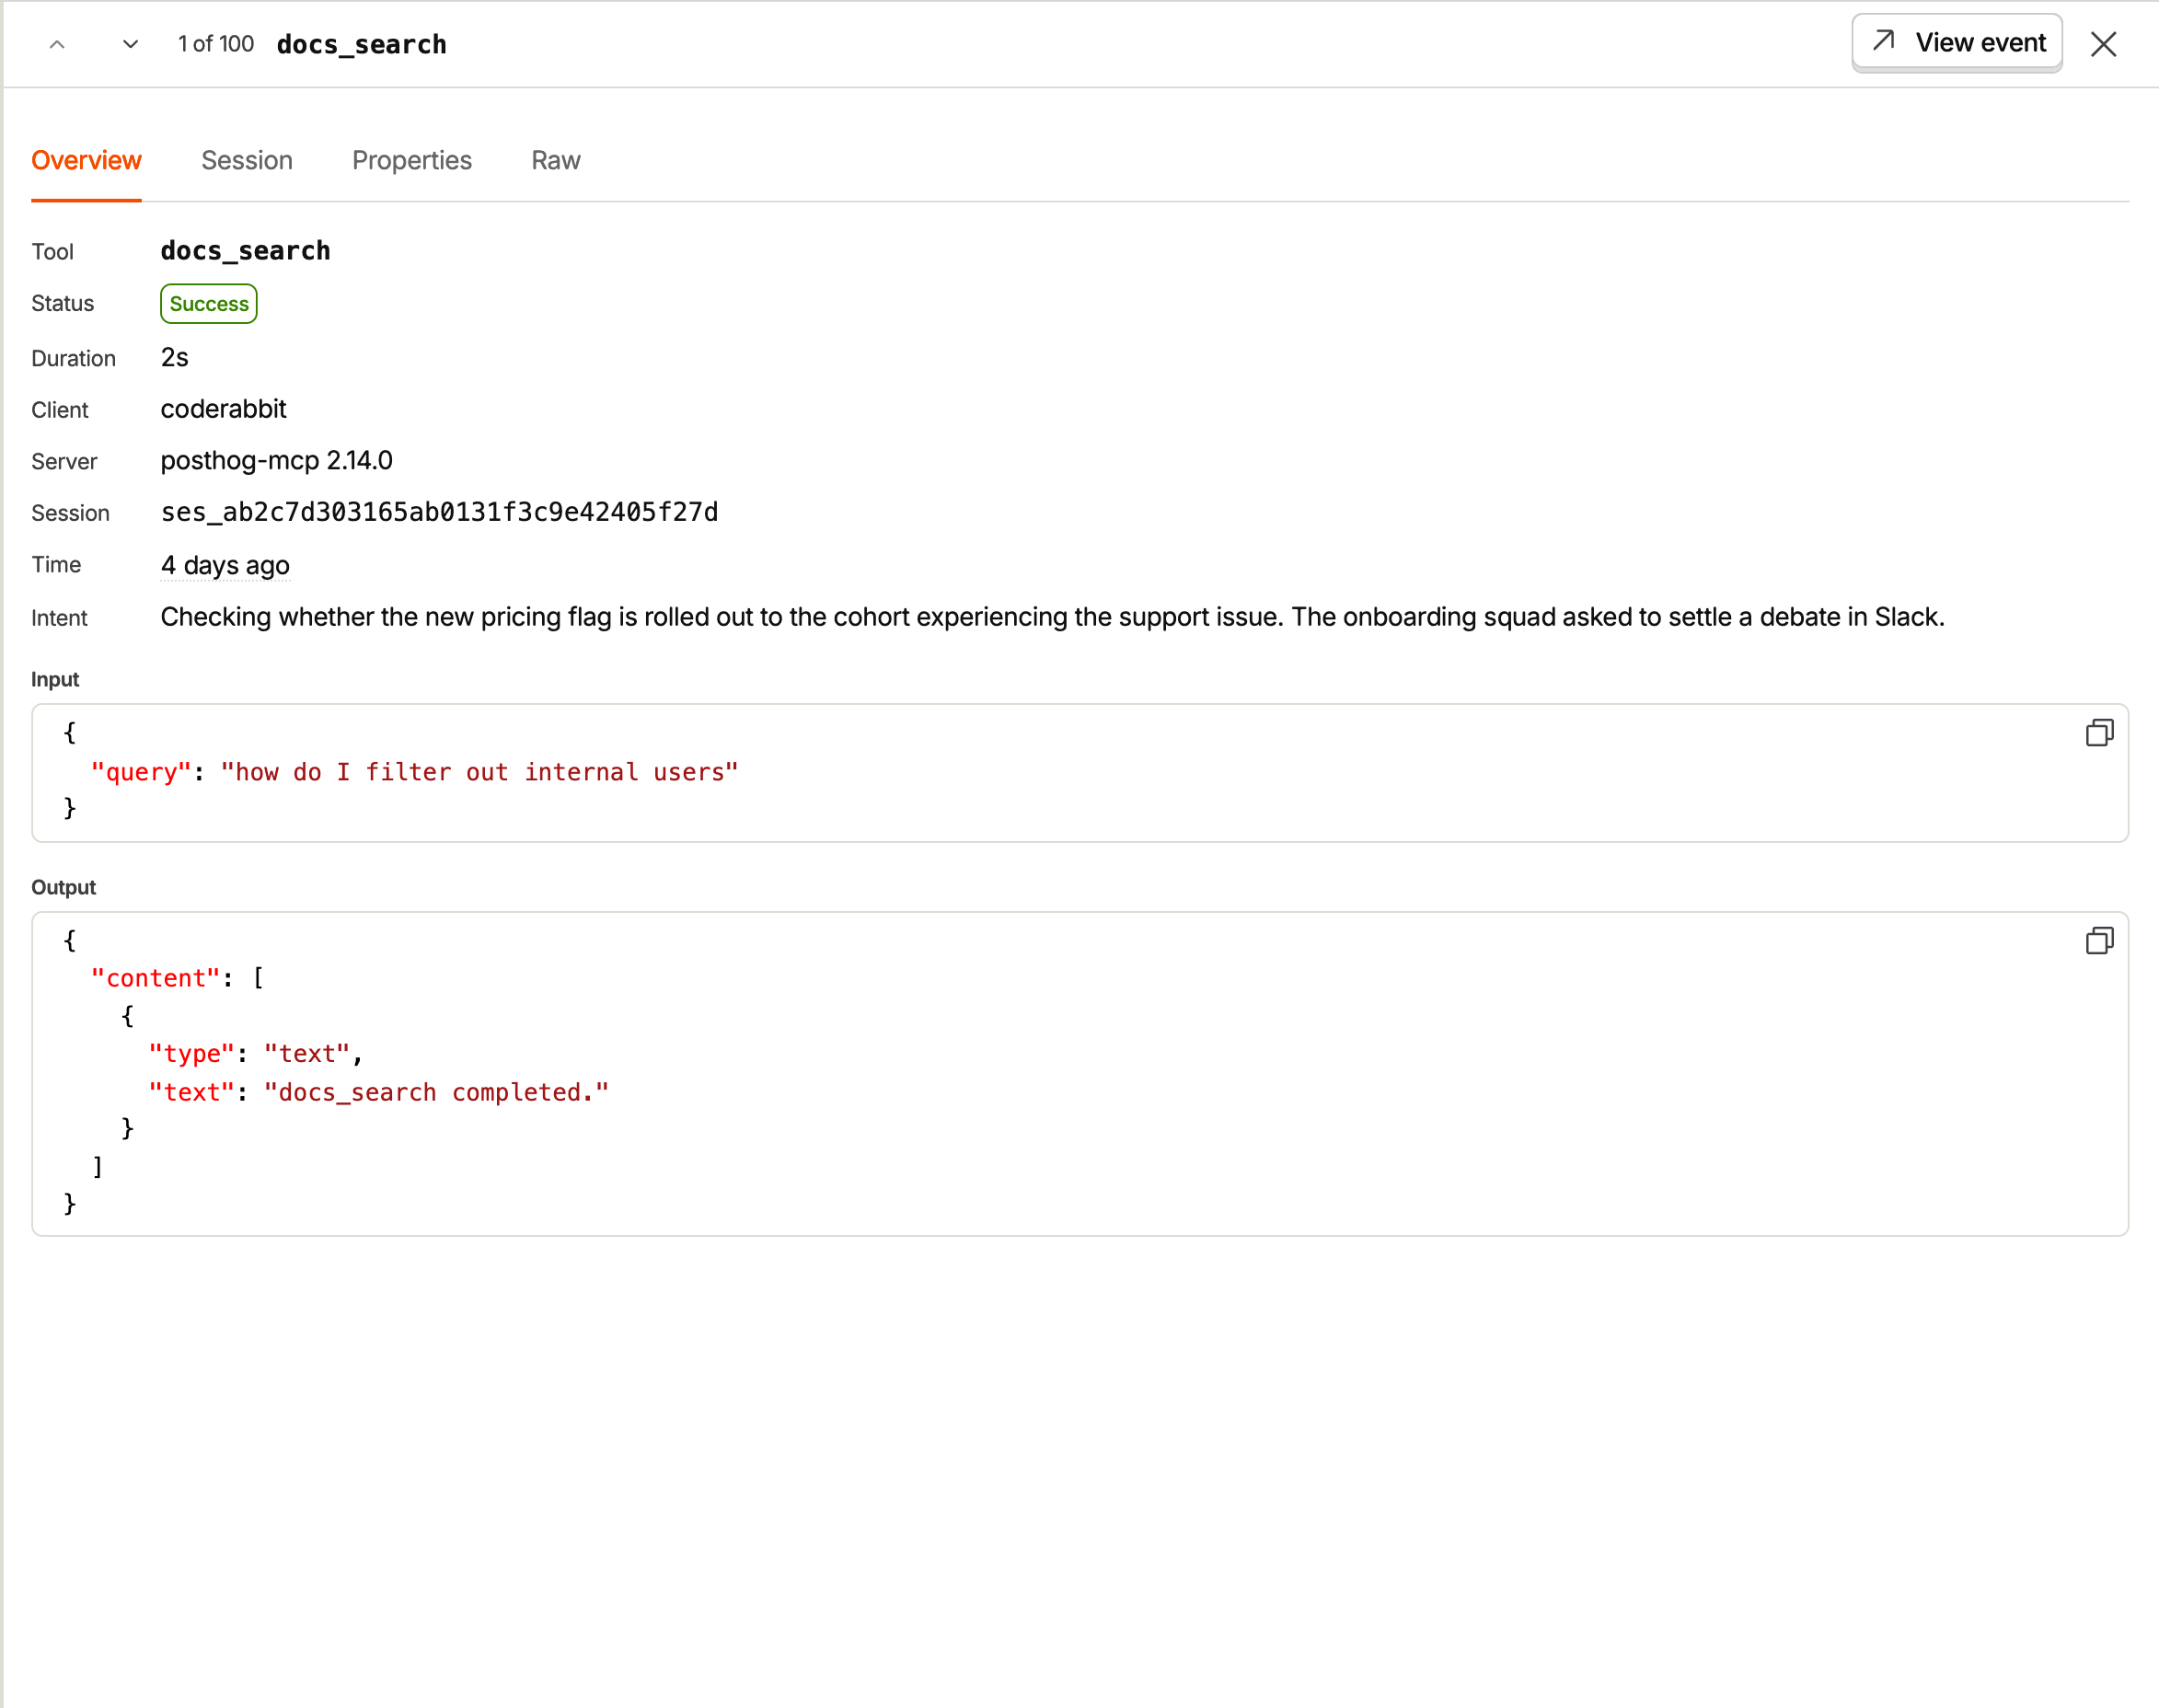 1 of 100 docs_search
View event
Overview Session Properties Raw
Tool docs_search
Status Success
Duration 2s
Client coderabbit
Server posthog-mcp 2.14.0
Session ses_ab2c7d303165ab0131f3c9e42405f27d
Time 4 days ago
Intent Checking whether the new pricing flag is rolled out to the cohort experiencing the support issue. The onboarding squad asked to settle a debate in Slack.
Input
{
"query": "how do I filter out internal users"
}
Output
{
"content": [
{
"type": "text",
"text": "docs_search completed."
}
]
}